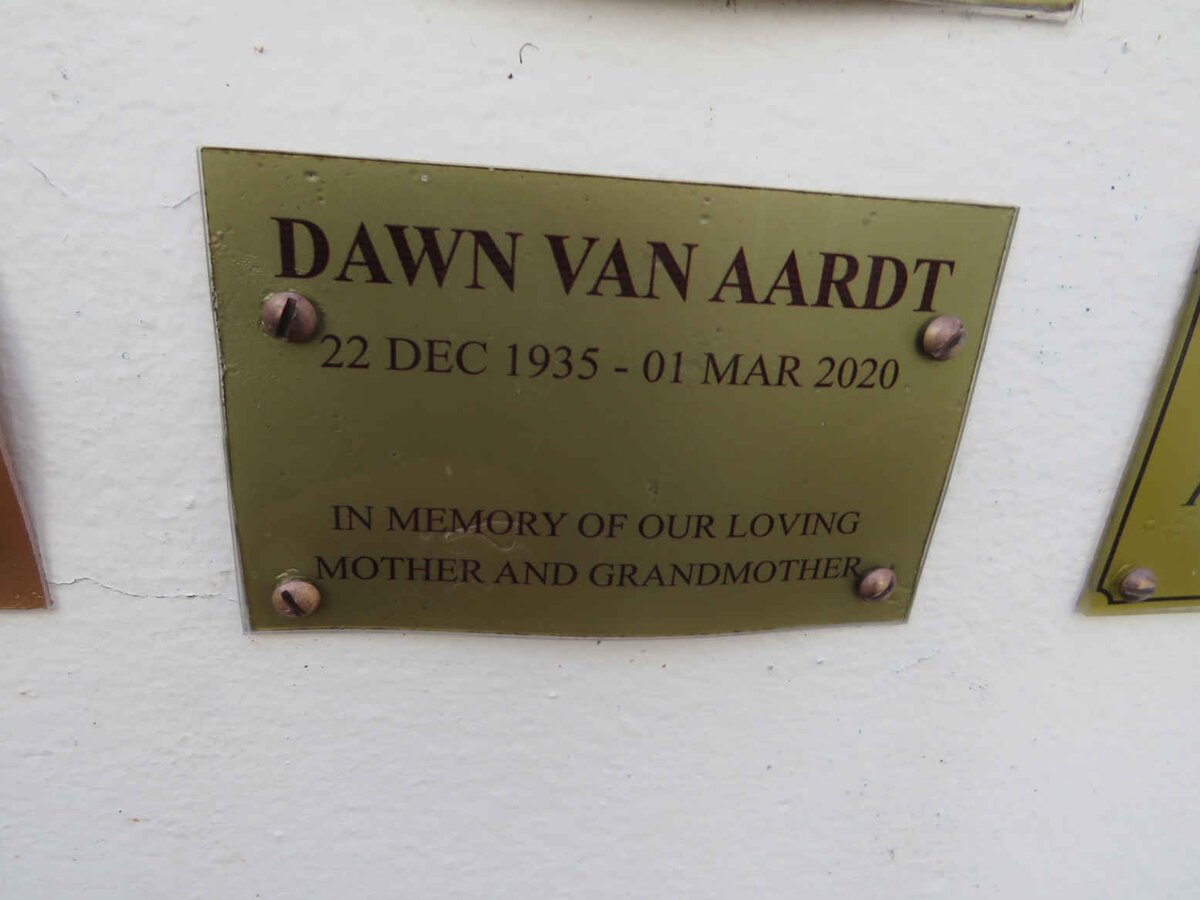 DAWN VAN AARDT
22 DEC 1935 - 01 MAR 2020
IN MEMORY OF OUR LOVING
MOTHER AND GRANDMOTHER